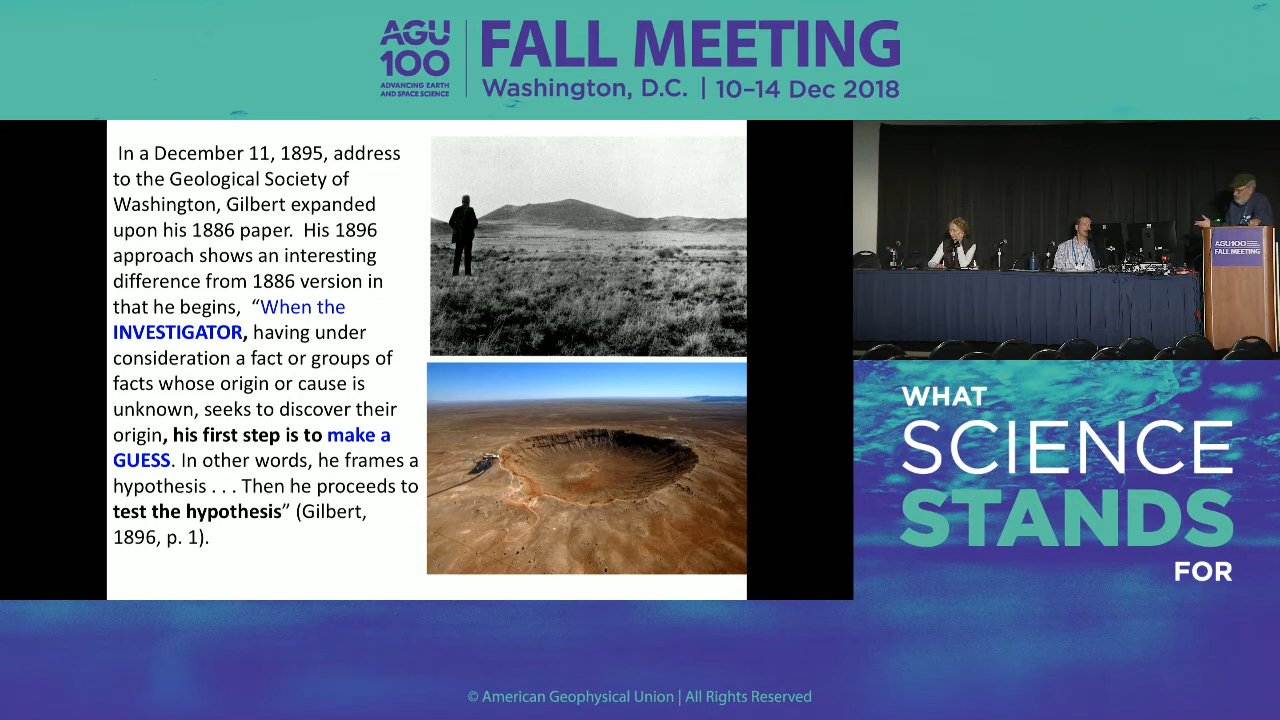 AGU
100
ADVANCING EARTH
AND SPACE SCIENCE
FALL MEETING
Washington, D.C. | 10–14 Dec 2018
In a December 11, 1895, address
to the Geological Society of
Washington, Gilbert expanded
upon his 1886 paper. His 1896
approach shows an interesting
difference from 1886 version in
that he begins, “When the
INVESTIGATOR, having under
consideration a fact or groups of
facts whose origin or cause is
unknown, seeks to discover their
origin, his first step is to make a
GUESS. In other words, he frames a
hypothesis . . . Then he proceeds to
test the hypothesis” (Gilbert,
1896, p. 1).
AGU100
FALL MEETING
WHAT
SCIENCE
STANDS
FOR
© American Geophysical Union | All Rights Reserved